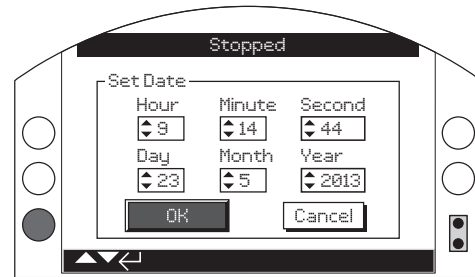 Stopped
Set Date
Hour Minute Second
9 14 44
Day Month Year
23 5 2013
OK Cancel